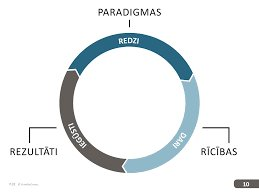 PARADIGMAS
REDZI
DARI
IEGŪSTI
REZULTĀTI
RĪCĪBAS
10